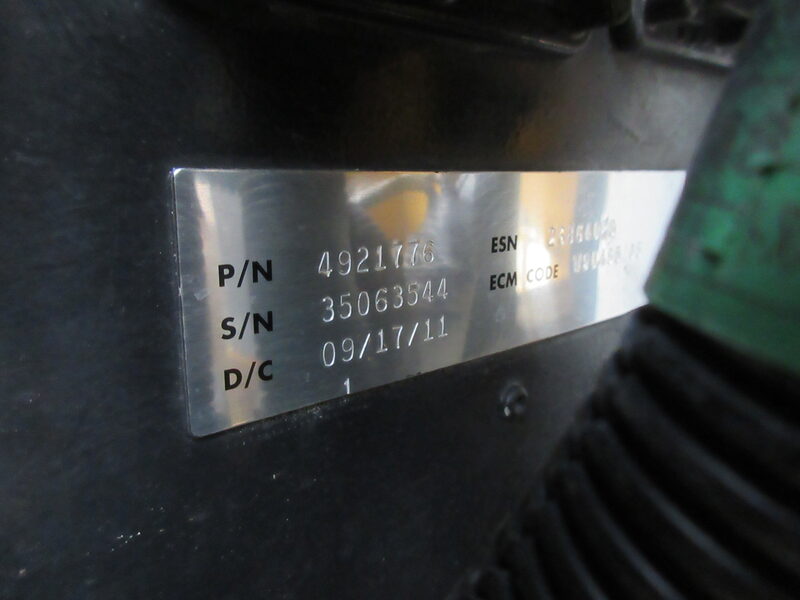 P/N 4921776
S/N 35063544
D/C 09/17/11
1
ESN
ECM CODE